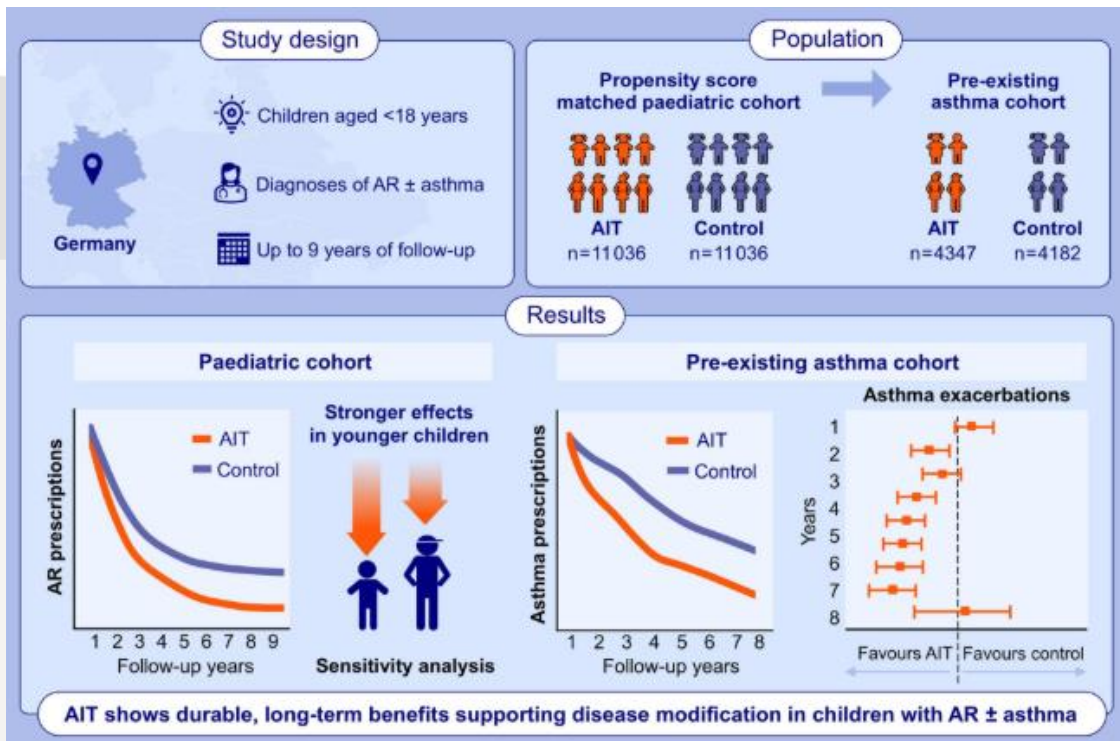 Study design
Children aged <18 years
Diagnoses of AR ± asthma
Up to 9 years of follow-up
Germany
Population
Propensity score
matched paediatric cohort
Pre-existing
asthma cohort
AIT
Control
AIT
Control
n=11 036
n=11 036
n=4347
n=4182
Results
Paediatric cohort
AR prescriptions
AIT
Control
1 2 3 4 5 6 7 8 9
Follow-up years
Stronger effects
in younger children
Sensitivity analysis
Pre-existing asthma cohort
Asthma prescriptions
AIT
Control
1 2 3 4 5 6 7 8
Follow-up years
Asthma exacerbations
Years
1
2
3
4
5
6
7
8
Favours AIT
Favours control
AIT shows durable, long-term benefits supporting disease modification in children with AR ± asthma